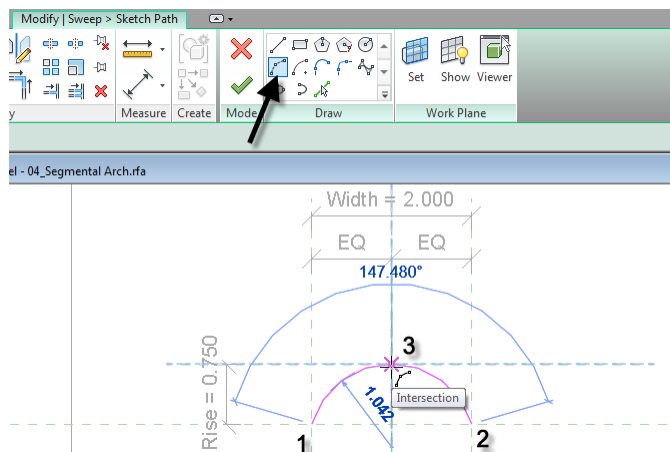 Modify | Sweep > Sketch Path
Set Show Viewer
y Measure Create Mode Draw Work Plane
el - 04_Segmental Arch.rfa
Width = 2.000
EQ EQ
147.480°
3
Rise = 0.750
1.042
Intersection
1 2